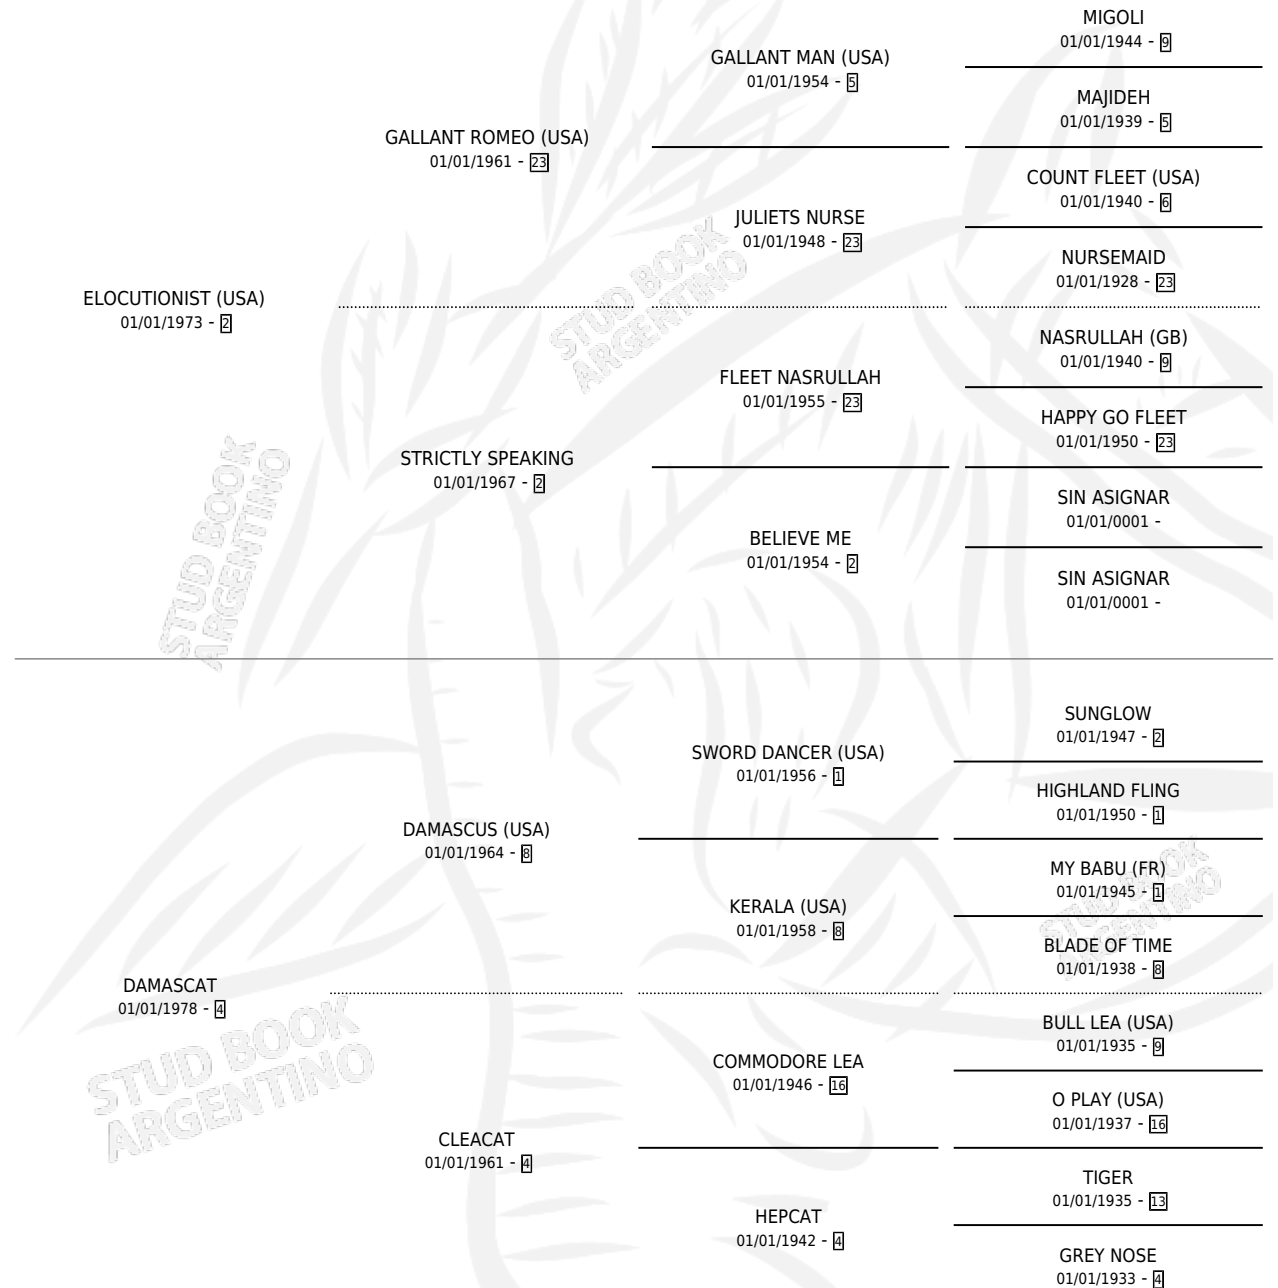 MIGOLI
01/01/1944 - 9
GALLANT MAN (USA)
01/01/1954 - 5
MAJIDEH
01/01/1939 - 5
GALLANT ROMEO (USA)
01/01/1961 - 23
COUNT FLEET (USA)
01/01/1940 - 6
JULIETS NURSE
01/01/1948 - 23
NURSEMAID
01/01/1928 - 23
ELOCUTIONIST (USA)
01/01/1973 - 2
STUD BOOK
ARGENTINO
NASRULLAH (GB)
01/01/1940 - 9
FLEET NASRULLAH
01/01/1955 - 23
HAPPY GO FLEET
01/01/1950 - 23
STRICTLY SPEAKING
01/01/1967 - 2
SIN ASIGNAR
01/01/0001 -
BELIEVE ME
01/01/1954 - 2
SIN ASIGNAR
01/01/0001 -
STUD BOOK
ARGENTINO
SUNGLOW
01/01/1947 - 2
SWORD DANCER (USA)
01/01/1956 - 1
HIGHLAND FLING
01/01/1950 - 1
DAMASCUS (USA)
01/01/1964 - 8
MY BABU (FR)
01/01/1945 - 1
STUD BOOK
ARGENTINO
KERALA (USA)
01/01/1958 - 8
BLADE OF TIME
01/01/1938 - 8
DAMASCAT
01/01/1978 - 4
BULL LEA (USA)
01/01/1935 - 9
COMMODORE LEA
01/01/1946 - 16
O PLAY (USA)
01/01/1937 - 16
STUD BOOK
ARGENTINO
CLEACAT
01/01/1961 - 4
TIGER
01/01/1935 - 13
HEPCAT
01/01/1942 - 4
GREY NOSE
01/01/1933 - 4